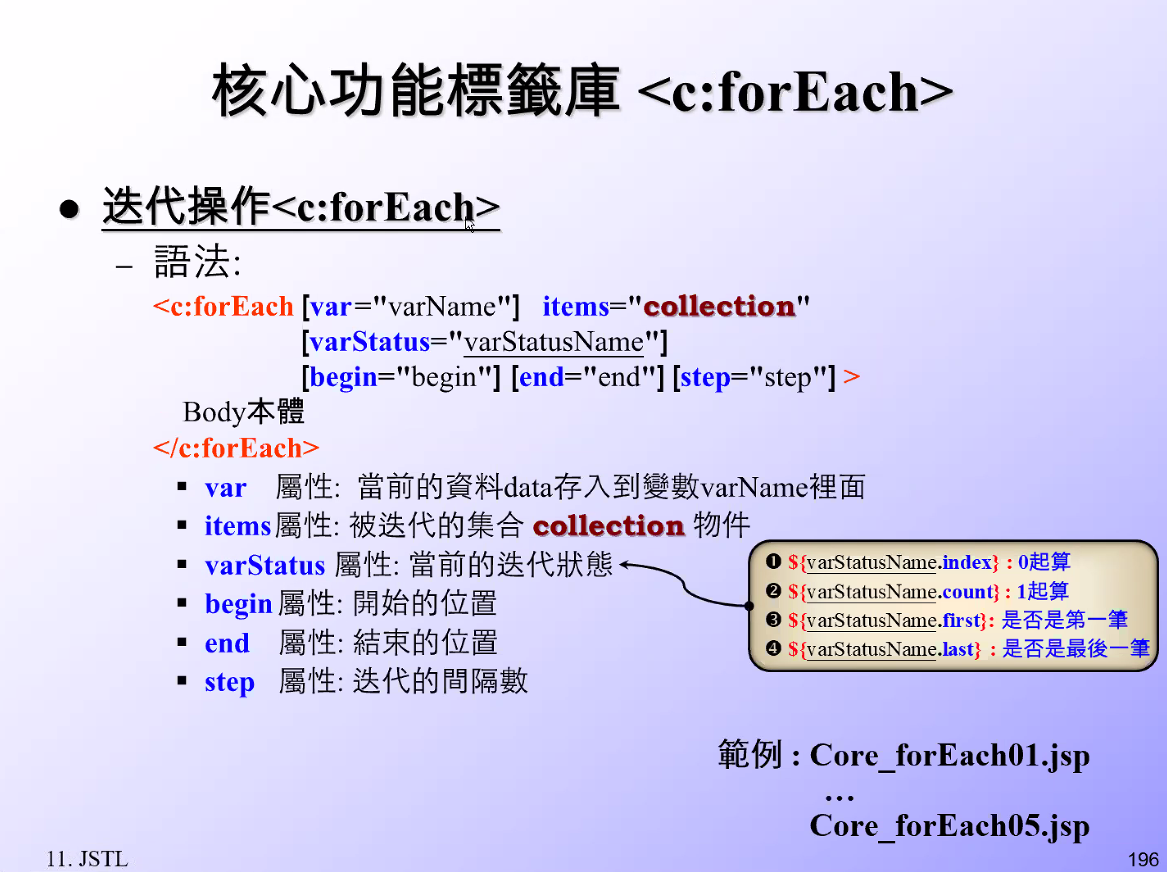 核心功能標籤庫 <c:forEach>
● 迭代操作<c:forEach>
– 語法:
<c:forEach [var="varName"] items="collection"
[varStatus="varStatusName"]
[begin="begin"] [end="end"] [step="step"] >
Body本體
</c:forEach>
▪ var 屬性: 當前的資料data存入到變數varName裡面
▪ items屬性: 被迭代的集合 collection 物件
▪ varStatus 屬性: 當前的迭代狀態
▪ begin屬性: 開始的位置
▪ end 屬性: 結束的位置
▪ step 屬性: 迭代的間隔數
❶ ${varStatusName.index} : 0起算
❷ ${varStatusName.count} : 1起算
❸ ${varStatusName.first}: 是否是第一筆
❹ ${varStatusName.last} : 是否是最後一筆
範例 : Core_forEach01.jsp
…
Core_forEach05.jsp
11. JSTL
196